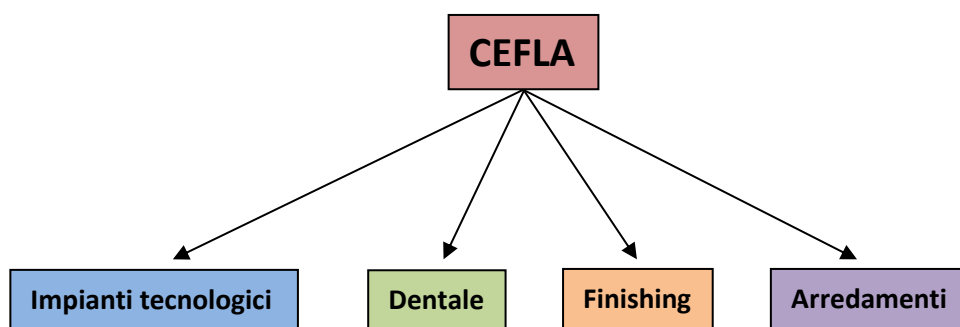 CEFLA
Impianti tecnologici
Dentale
Finishing
Arredamenti